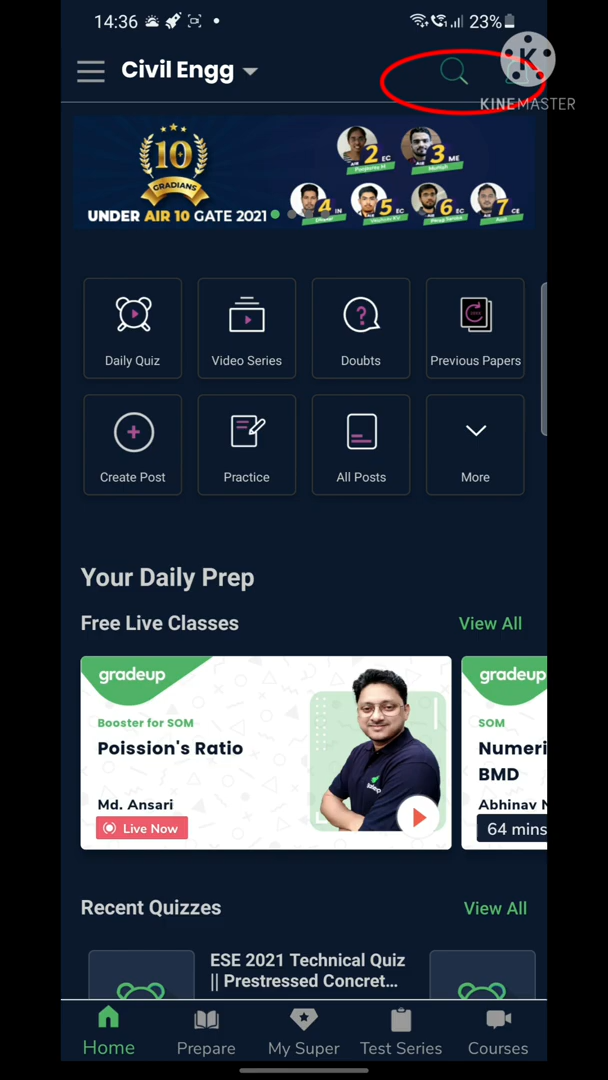 14:36
23%
Civil Engg
KINEMASTER
10
GRADIANS
UNDER AIR 10 GATE 2021
2 EC
3 ME
4 IN
5 EC
6 EC
7 CE
Daily Quiz
Video Series
Doubts
Previous Papers
Create Post
Practice
All Posts
More
Your Daily Prep
Free Live Classes
View All
gradeup
Booster for SOM
Poission's Ratio
Md. Ansari
Live Now
gradeup
SOM
Numeri
BMD
Abhinav
64 mins
Recent Quizzes
View All
ESE 2021 Technical Quiz
|| Prestressed Concret...
Home
Prepare
My Super
Test Series
Courses